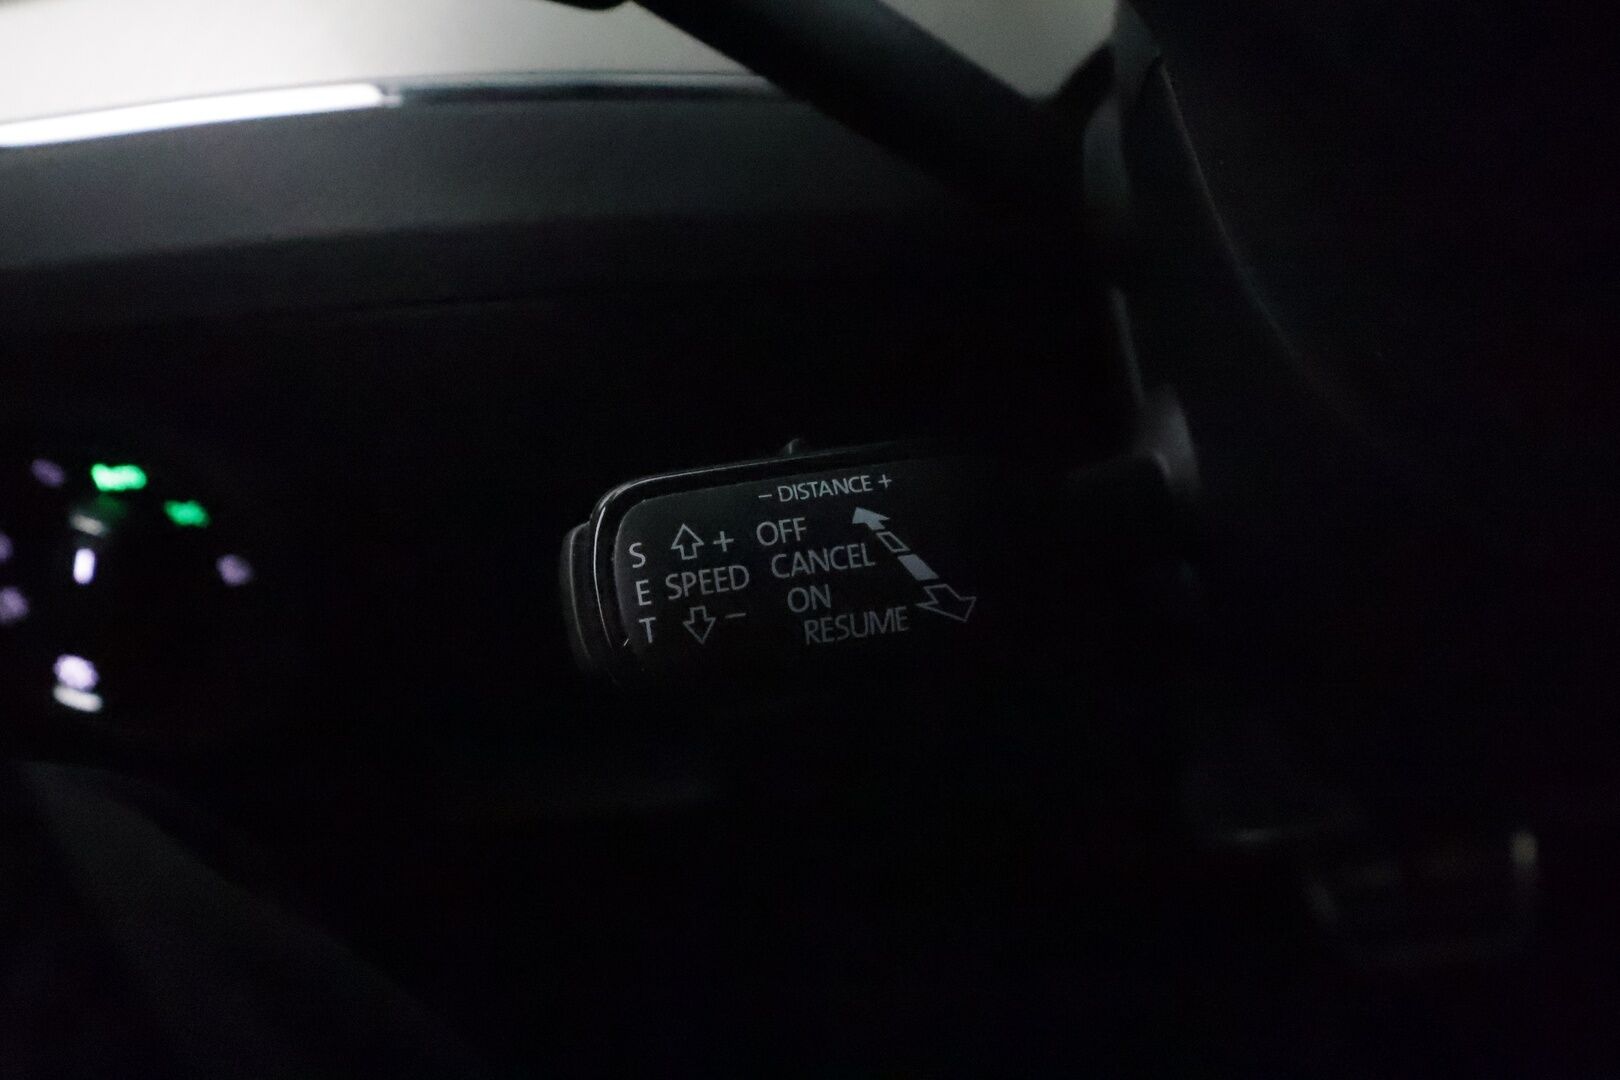 - DISTANCE +
S
E
T
+
SPEED
-
OFF
CANCEL
ON
RESUME